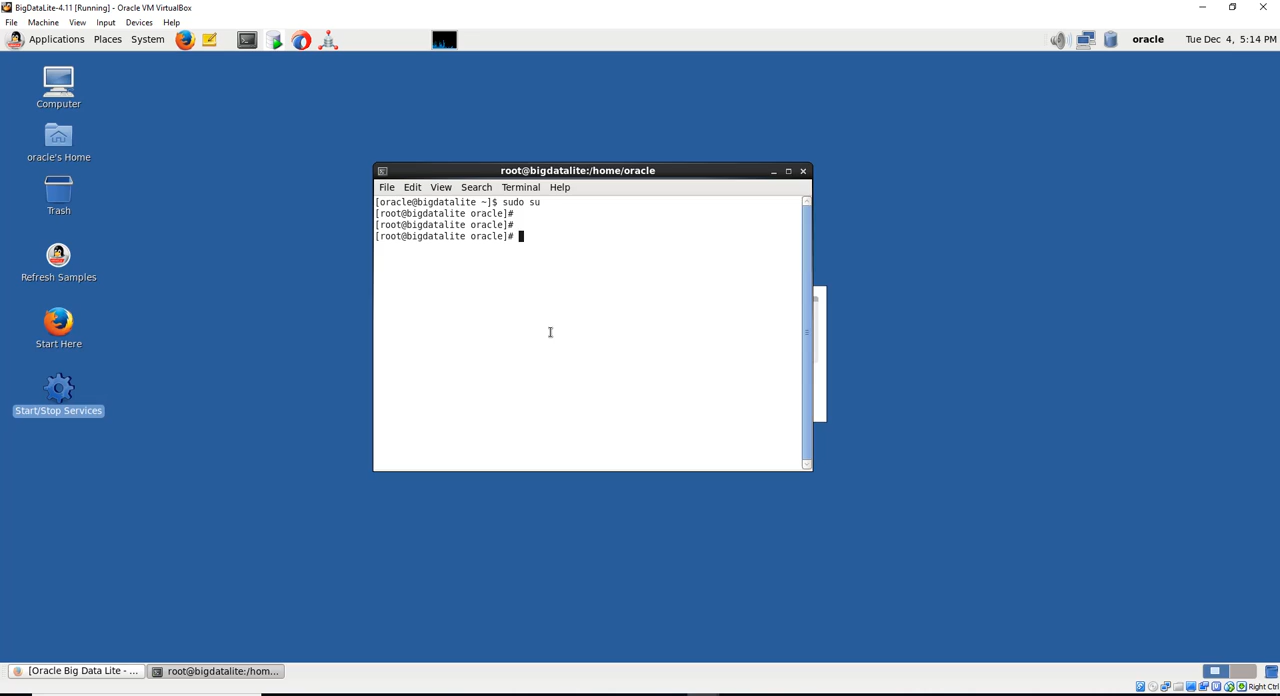 BigDataLite-4.11 [Running] - Oracle VM VirtualBox
File Machine View Input Devices Help
Applications Places System
oracle Tue Dec 4, 5:14 PM
Computer
oracle's Home
Trash
Refresh Samples
Start Here
Start/Stop Services
root@bigdatalite:/home/oracle
File Edit View Search Terminal Help
[oracle@bigdatalite ~]$ sudo su
[root@bigdatalite oracle]#
[root@bigdatalite oracle]#
[root@bigdatalite oracle]#
[Oracle Big Data Lite - ... root@bigdatalite:/hom...
Right Ctrl